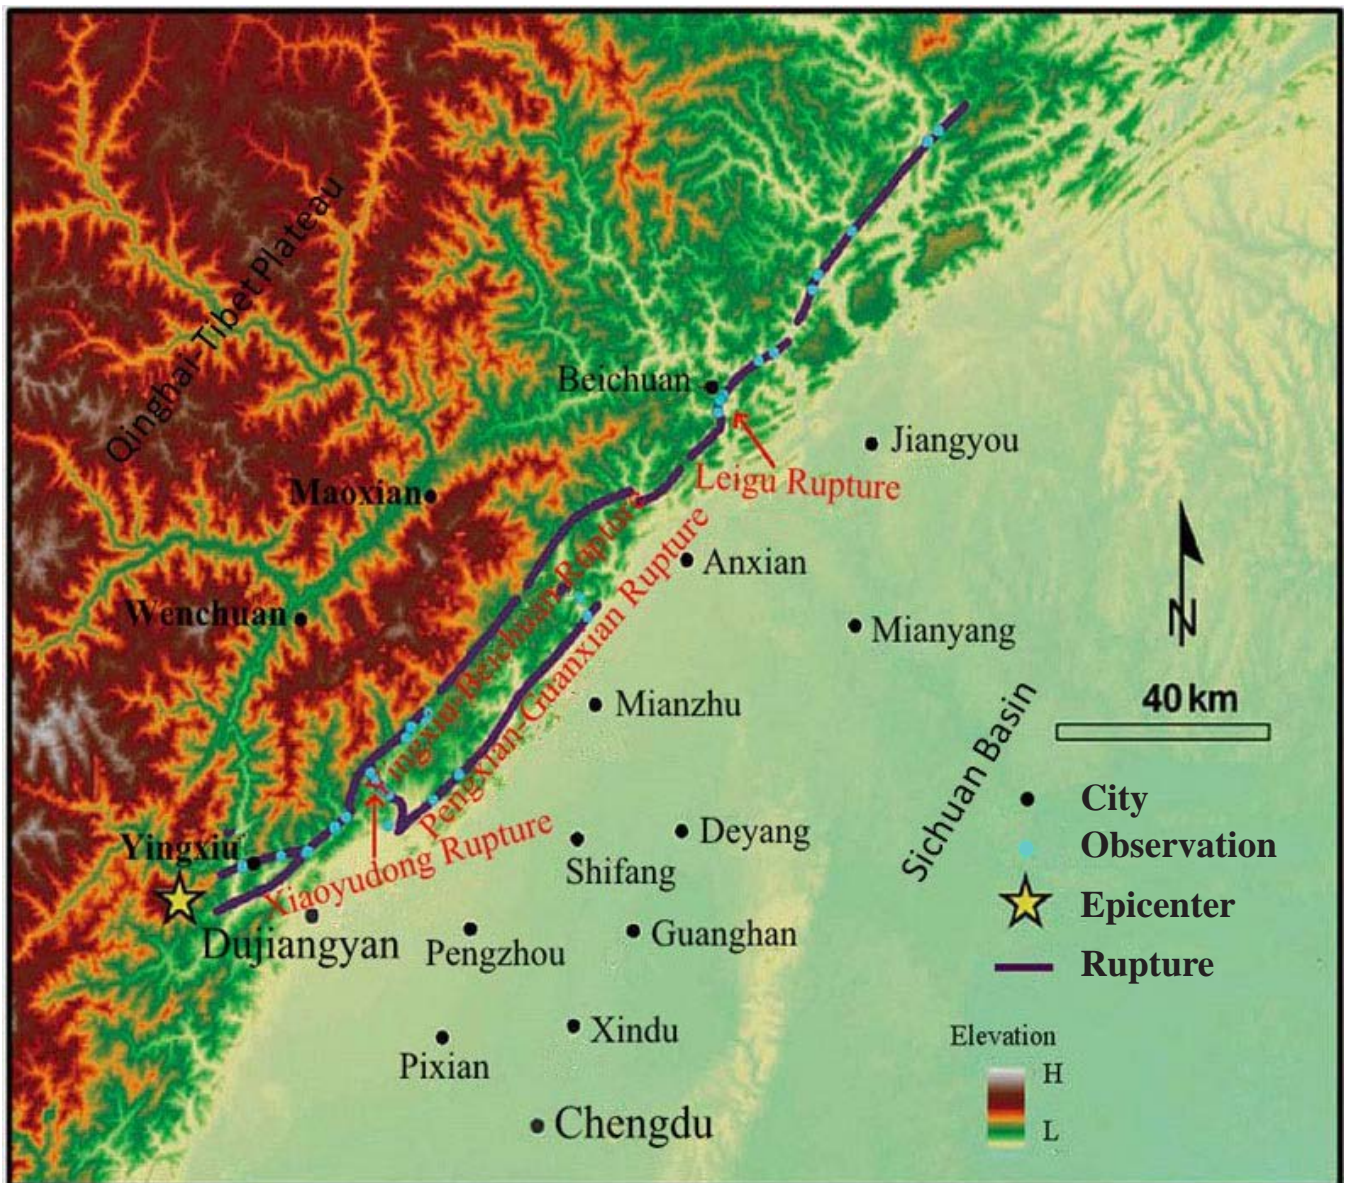 Qinghai-Tibet Plateau
Beichuan
Jiangyou
Leigu Rupture
Maoxian
Anxian
Yingxiu-Beichuan Rupture
Pengxian-Guanxian Rupture
Wenchuan
Mianyang
Mianzhu
N
40 km
Sichuan Basin
City
Observation
Epicenter
Rupture
Yingxiu
Xiaoyudong Rupture
Deyang
Shifang
Dujiangyan
Pengzhou
Guanghan
Xindu
Pixian
Chengdu
Elevation
H
L